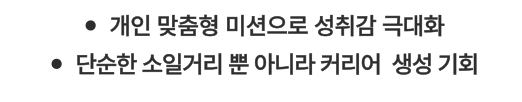 • 개인 맞춤형 미션으로 성취감 극대화
• 단순한 소일거리 뿐 아니라 커리어  생성 기회